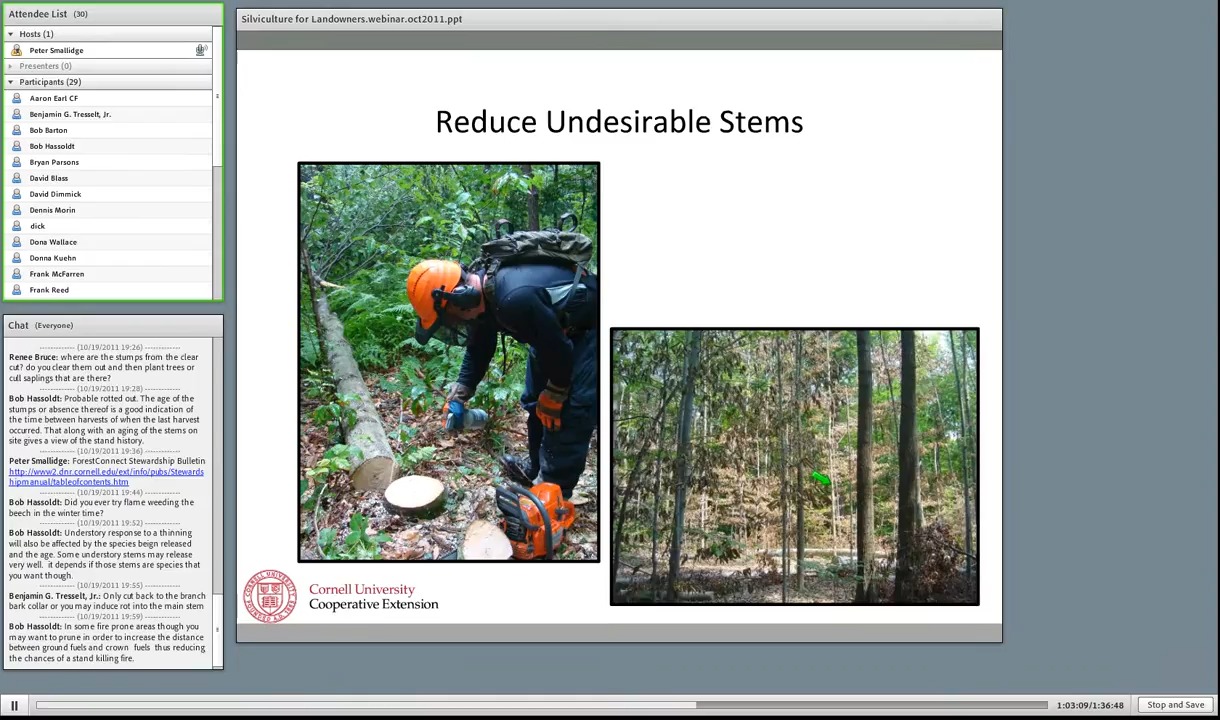 Attendee List (30)
Hosts (1)
Peter Smallidge
Presenters (0)
Participants (29)
Aaron Earl CF
Benjamin G. Tresselt, Jr.
Bob Barton
Bob Hassoldt
Bryan Parsons
David Blass
David Dimmick
Dennis Morin
dick
Dona Wallace
Donna Kuehn
Frank McFarren
Frank Reed
Chat (Everyone)
------------- (10/19/2011 19:26) -------------
Renee Bruce: where are the stumps from the clear
cut? do you clear them out and then plant trees or
cull saplings that are there?
------------- (10/19/2011 19:28) -------------
Bob Hassoldt: Probable rotted out. The age of the
stumps or absence thereof is a good indication of
the time between harvests of when the last harvest
occurred. That along with an aging of the stems on
site gives a view of the stand history.
------------- (10/19/2011 19:36) -------------
Peter Smallidge: ForestConnect Stewardship Bulletin
http://www2.dnr.cornell.edu/ext/info/pubs/Stewards
hipmanual/tableofcontents.htm
------------- (10/19/2011 19:44) -------------
Bob Hassoldt: Did you ever try flame weeding the
beech in the winter time?
------------- (10/19/2011 19:52) -------------
Bob Hassoldt: Understory response to a thinning
will also be affected by the species beign released
and the age. Some understory stems may release
very well. it depends if those stems are species that
you want though.
------------- (10/19/2011 19:55) -------------
Benjamin G. Tresselt, Jr.: Only cut back to the branch
bark collar or you may induce rot into the main stem
------------- (10/19/2011 19:59) -------------
Bob Hassoldt: In some fire prone areas though you
may want to prune in order to increase the distance
between ground fuels and crown fuels thus reducing
the chances of a stand killing fire.
Silviculture for Landowners.webinar.oct2011.ppt
Reduce Undesirable Stems
Cornell University
Cooperative Extension
1:03:09/1:36:48
Stop and Save